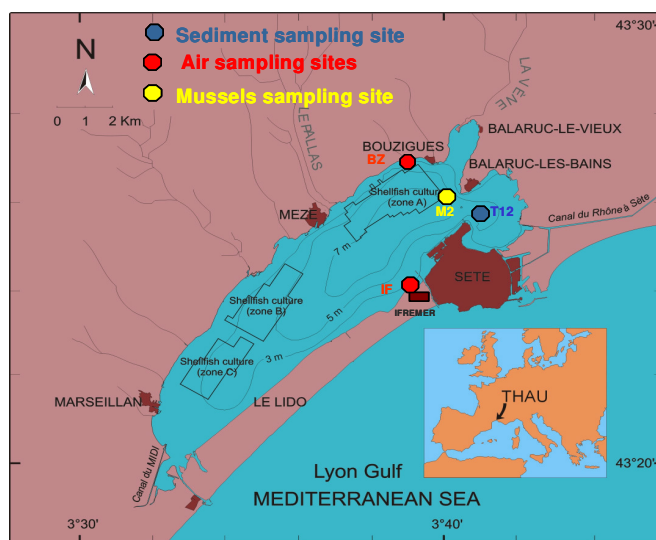 43°30'
N
0 1 2 Km
Sediment sampling site
Air sampling sites
Mussels sampling site
LA VÈNE
LE PALLAS
BALARUC-LE-VIEUX
BOUZIGUES
BZ
BALARUC-LES-BAINS
Shellfish culture
(zone A)
M2
T12
Canal du Rhône à Sète
MEZE
7 m
SETE
IF
IFREMER
Shellfish culture
(zone B)
5 m
3 m
Shellfish culture
(zone C)
MARSEILLAN
LE LIDO
THAU
Canal du MIDI
Lyon Gulf
MEDITERRANEAN SEA
43°20
3°30'
3°40'